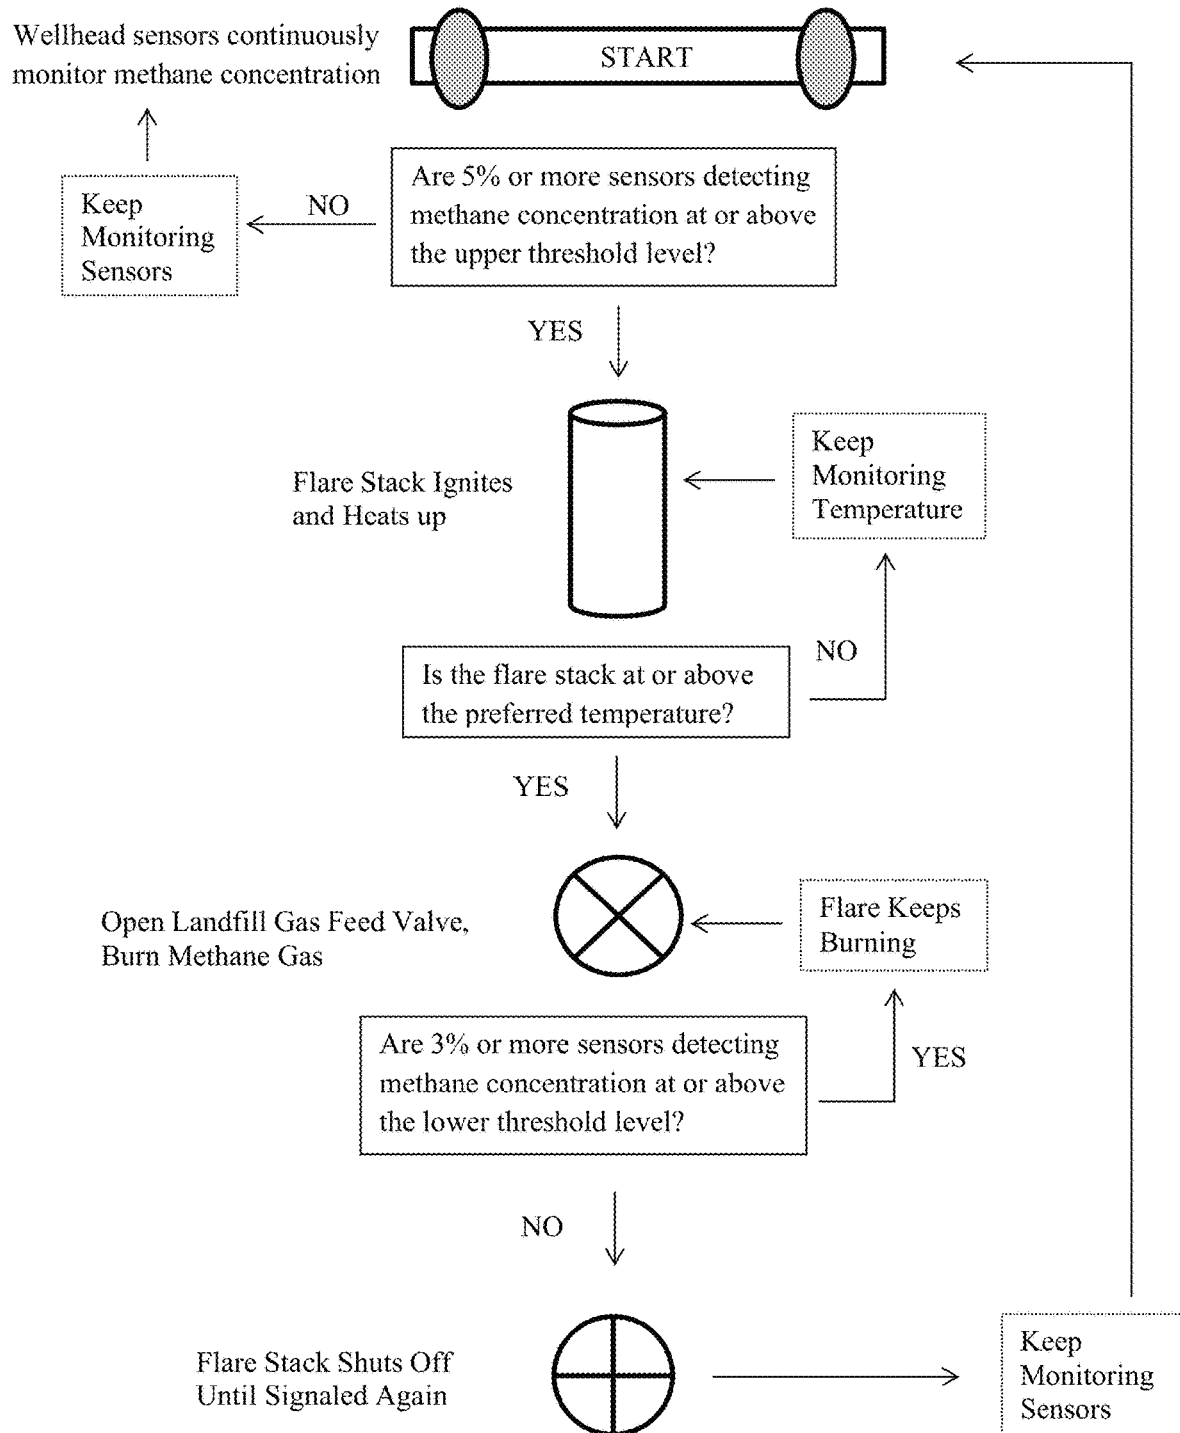 Wellhead sensors continuously
monitor methane concentration
START
Are 5% or more sensors detecting
methane concentration at or above
the upper threshold level?
NO
Keep
Monitoring
Sensors
YES
Flare Stack Ignites
and Heats up
Keep
Monitoring
Temperature
NO
Is the flare stack at or above
the preferred temperature?
YES
Open Landfill Gas Feed Valve,
Burn Methane Gas
Flare Keeps
Burning
Are 3% or more sensors detecting
methane concentration at or above
the lower threshold level?
YES
NO
Flare Stack Shuts Off
Until Signaled Again
Keep
Monitoring
Sensors